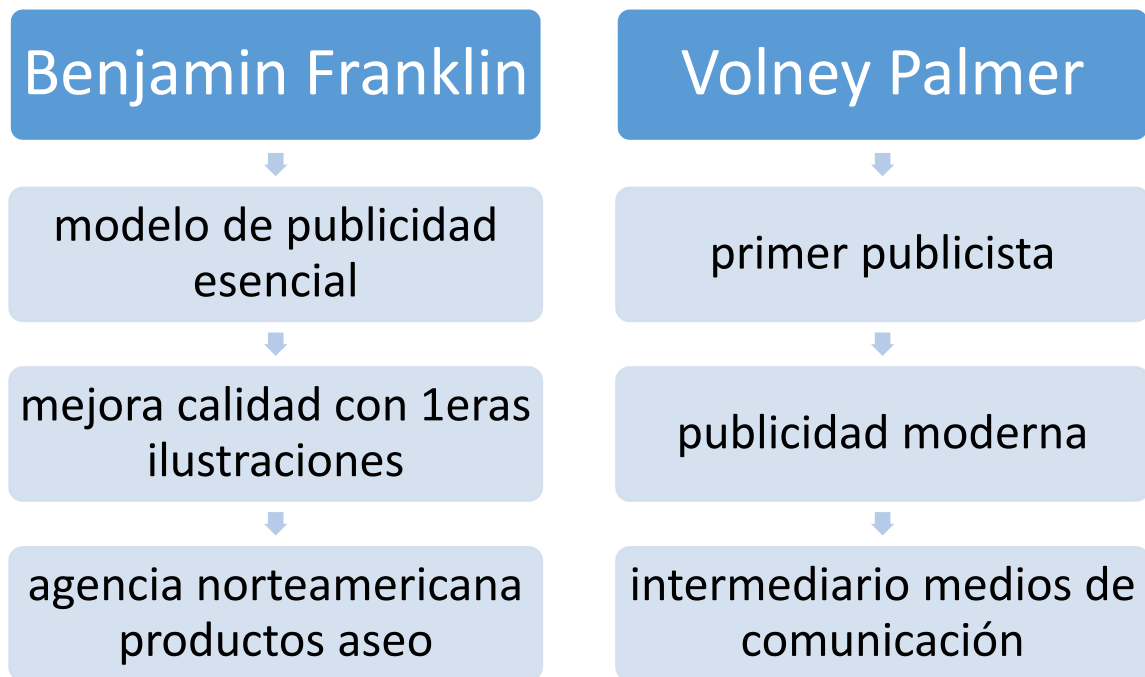 Benjamin Franklin
modelo de publicidad
esencial
mejora calidad con 1eras
ilustraciones
agencia norteamericana
productos aseo
Volney Palmer
primer publicista
publicidad moderna
intermediario medios de
comunicación